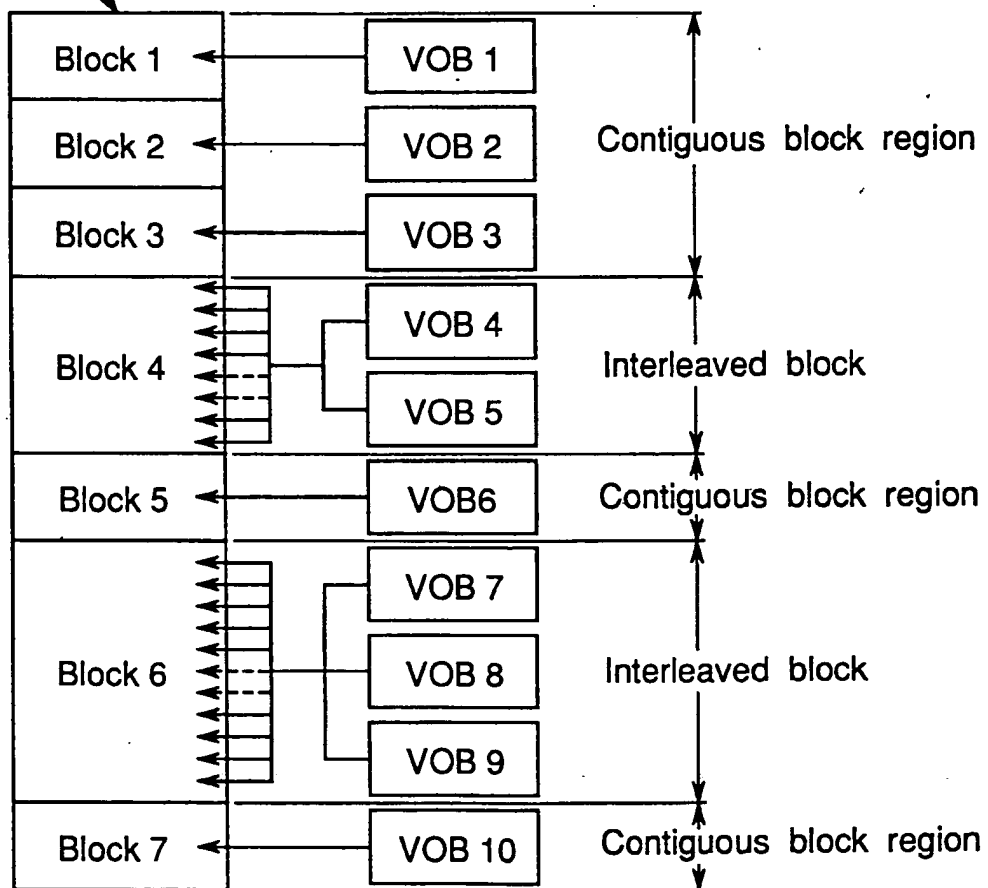 Block 1
VOB 1
Block 2
VOB 2
Contiguous block region
Block 3
VOB 3
Block 4
VOB 4
Interleaved block
VOB 5
Block 5
VOB6
Contiguous block region
Block 6
VOB 7
VOB 8
Interleaved block
VOB 9
Block 7
VOB 10
Contiguous block region